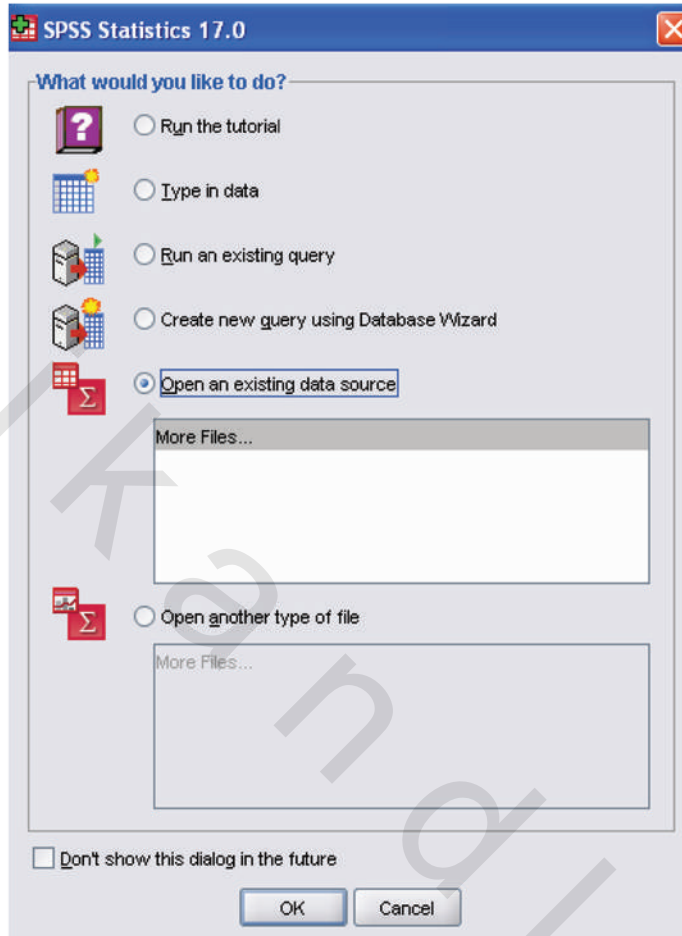 SPSS Statistics 17.0
What would you like to do?
Run the tutorial
Type in data
Run an existing query
Create new query using Database Wizard
Open an existing data source
More Files...
Open another type of file
More Files...
Don't show this dialog in the future
OK
Cancel